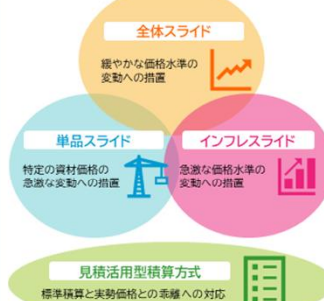 全体スライド
緩やかな価格水準の
変動への措置
単品スライド
特定の資材価格の
急激な変動への措置
インフレスライド
急激な価格水準の
変動への措置
見積活用型積算方式
標準積算と実勢価格との乖離への対応